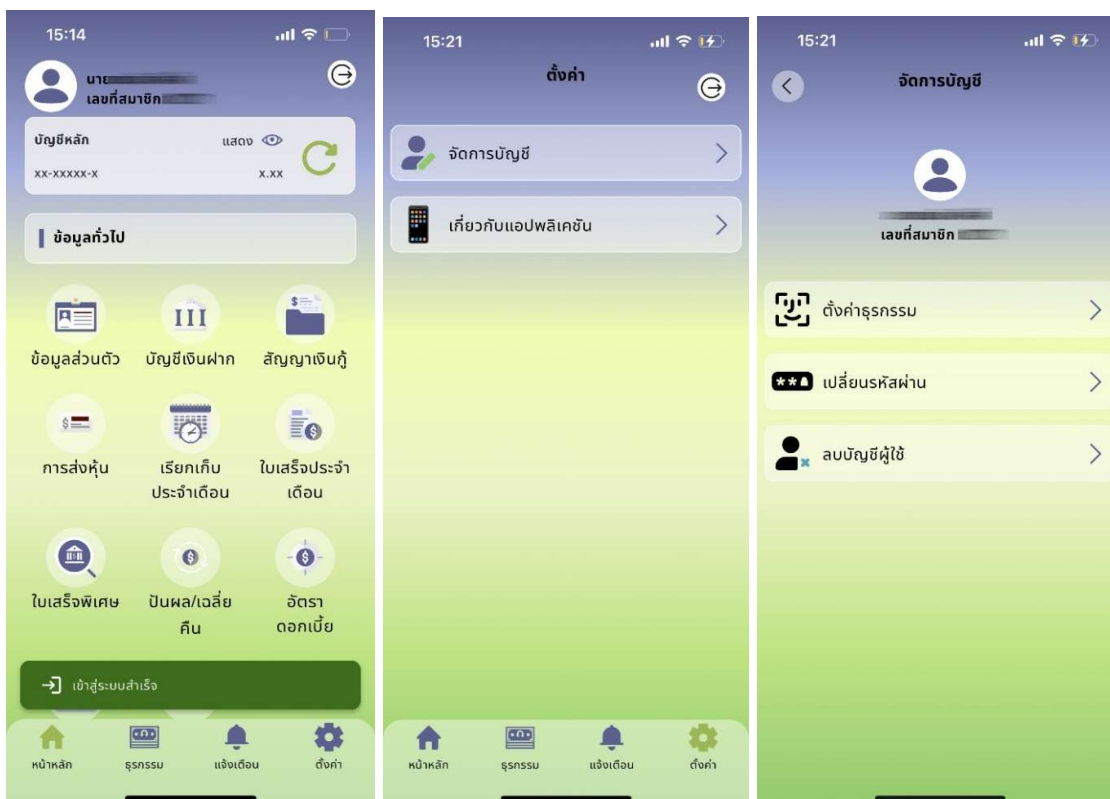 15:14
นาย
เลขที่สมาชิก
บัญชีหลัก แสดง
xx-xxxxx-x x.xx
ข้อมูลทั่วไป
ข้อมูลส่วนตัว บัญชีเงินฝาก สัญญาเงินกู้
การส่งหุ้น เรียกเก็บ ใบเสร็จประจำ
ประจำเดือน เดือน
ใบเสร็จพิเศษ ปันผล/เฉลี่ย อัตรา
คืน ดอกเบี้ย
เข้าสู่ระบบสำเร็จ
หน้าหลัก ธุรกรรม แจ้งเตือน ตั้งค่า
15:21
ตั้งค่า
จัดการบัญชี
เกี่ยวกับแอปพลิเคชัน
หน้าหลัก ธุรกรรม แจ้งเตือน ตั้งค่า
15:21
จัดการบัญชี
เลขที่สมาชิก
ตั้งค่าธุรกรรม
เปลี่ยนรหัสผ่าน
ลบบัญชีผู้ใช้